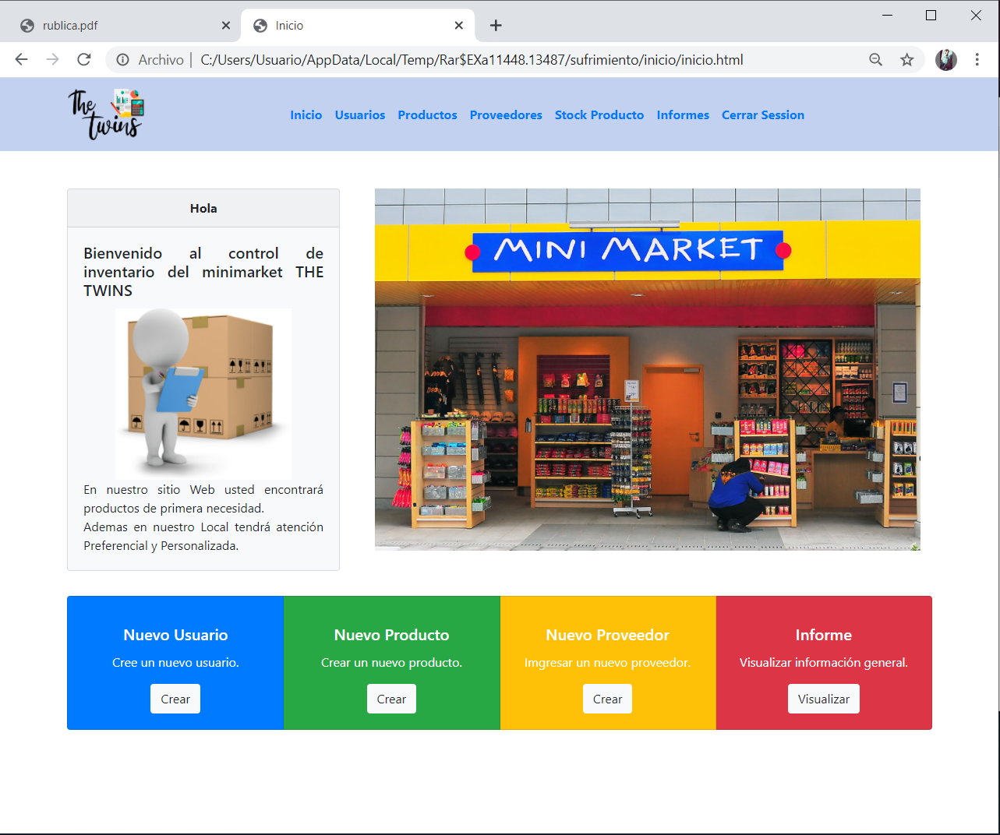 rublica.pdf
Inicio
Archivo | C:/Users/Usuario/AppData/Local/Temp/Rar$EXa11448.13487/sufrimiento/inicio/inicio.html
The
twins
Inicio Usuarios Productos Proveedores Stock Producto Informes Cerrar Session
Hola
Bienvenido al control de
inventario del minimarket THE
TWINS
En nuestro sitio Web usted encontrará
productos de primera necesidad.
Ademas en nuestro Local tendrá atención
Preferencial y Personalizada.
MINI MARKET
Nuevo Usuario
Cree un nuevo usuario.
Crear
Nuevo Producto
Crear un nuevo producto.
Crear
Nuevo Proveedor
Imgresar un nuevo proveedor.
Crear
Informe
Visualizar información general.
Visualizar